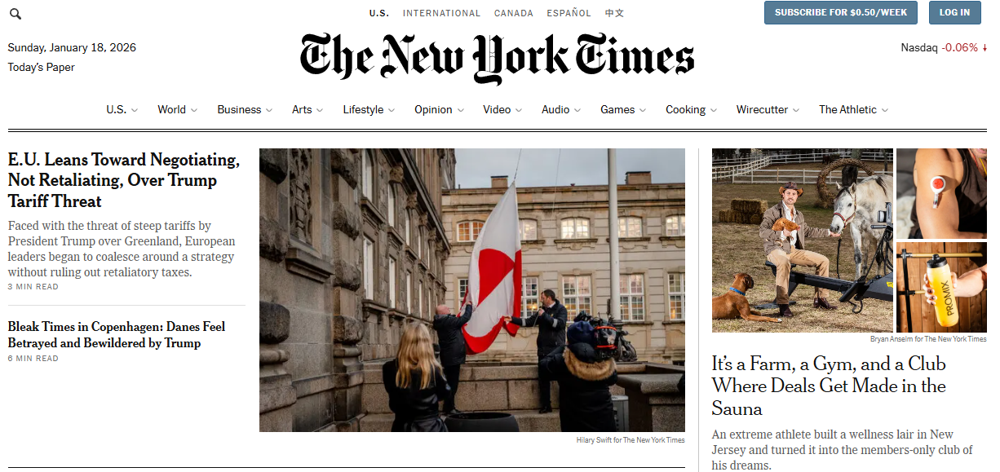 U.S. INTERNATIONAL CANADA ESPAÑOL 中文
SUBSCRIBE FOR $0.50/WEEK LOG IN
Sunday, January 18, 2026
Today's Paper
The New York Times
Nasdaq -0.06% ↓
U.S. World Business Arts Lifestyle Opinion Video Audio Games Cooking Wirecutter The Athletic
E.U. Leans Toward Negotiating,
Not Retaliating, Over Trump
Tariff Threat
Faced with the threat of steep tariffs by
President Trump over Greenland, European
leaders began to coalesce around a strategy
without ruling out retaliatory taxes.
3 MIN READ
Bleak Times in Copenhagen: Danes Feel
Betrayed and Bewildered by Trump
6 MIN READ
Hilary Swift for The New York Times
PROMIX
Bryan Anselm for The New York Times
It's a Farm, a Gym, and a Club
Where Deals Get Made in the
Sauna
An extreme athlete built a wellness lair in New
Jersey and turned it into the members-only club of
his dreams.